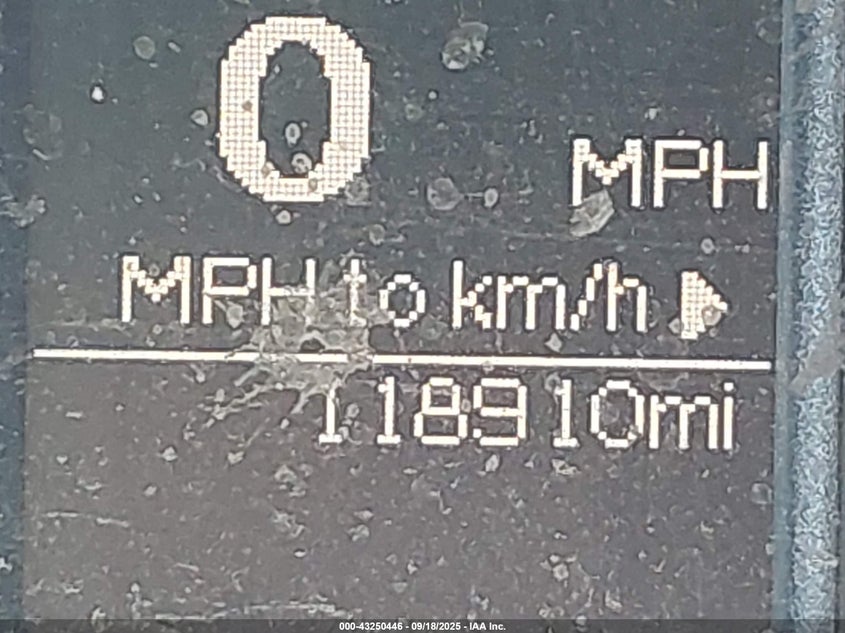 0
MPH
MPH to km/h
118910mi
000-43250446 - 09/18/2025 - IAA Inc.